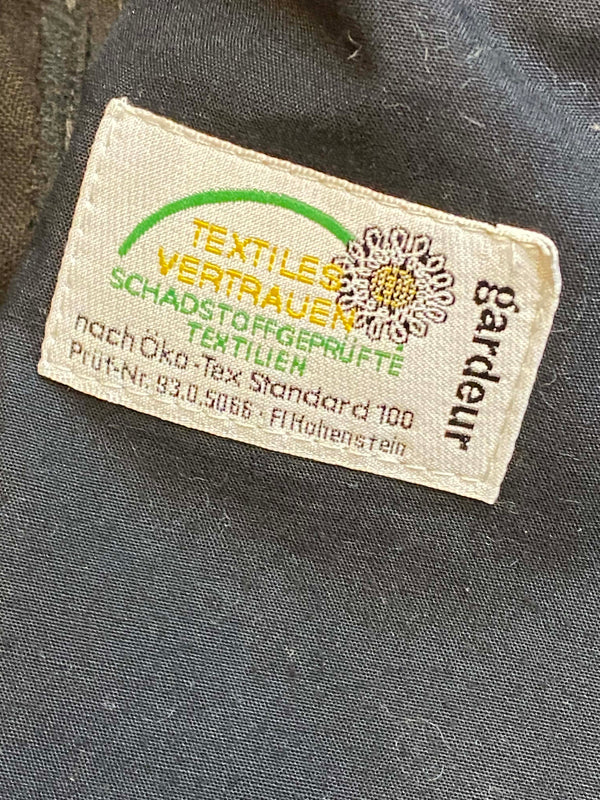 TEXTILES
VERTRAUEN
SCHADSTOFFGEPRÜFTE
TEXTILIEN
nach Öko-Tex Standard 100
Prüf-Nr. 93.0.5066 · FI Hohenstein
gardeur